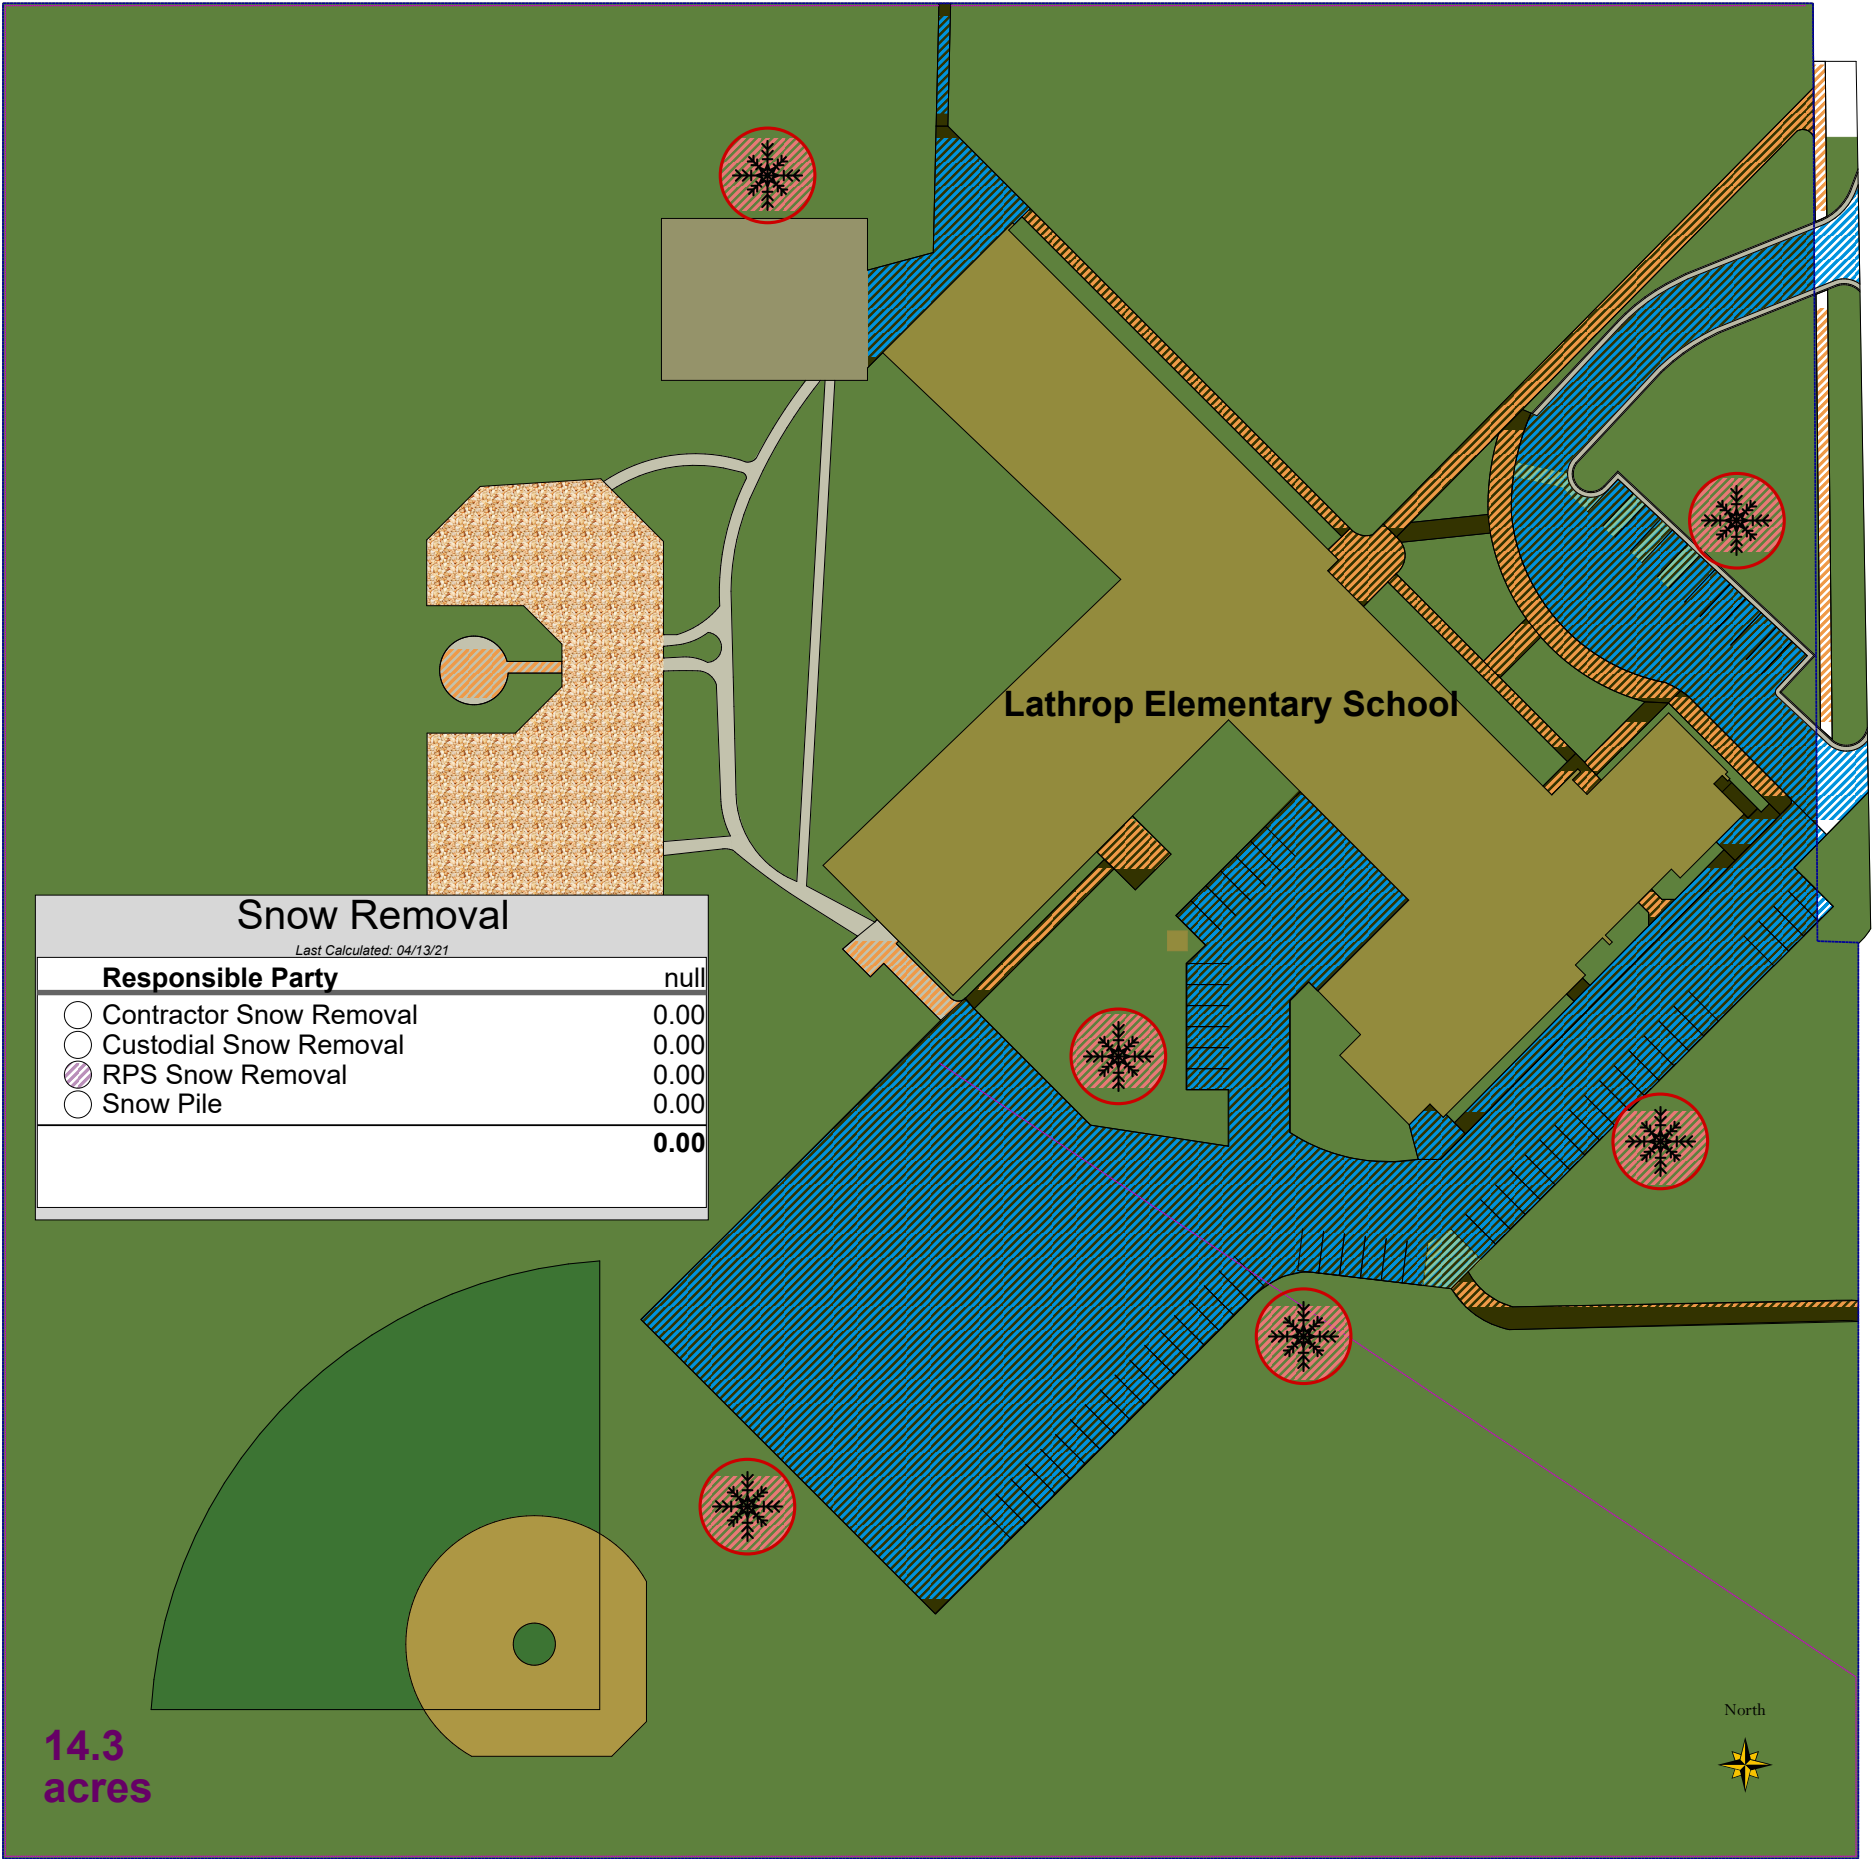 Lathrop Elementary School
Snow Removal
Last Calculated: 04/13/21
Responsible Party null
Contractor Snow Removal 0.00
Custodial Snow Removal 0.00
RPS Snow Removal 0.00
Snow Pile 0.00
0.00
North
14.3
acres